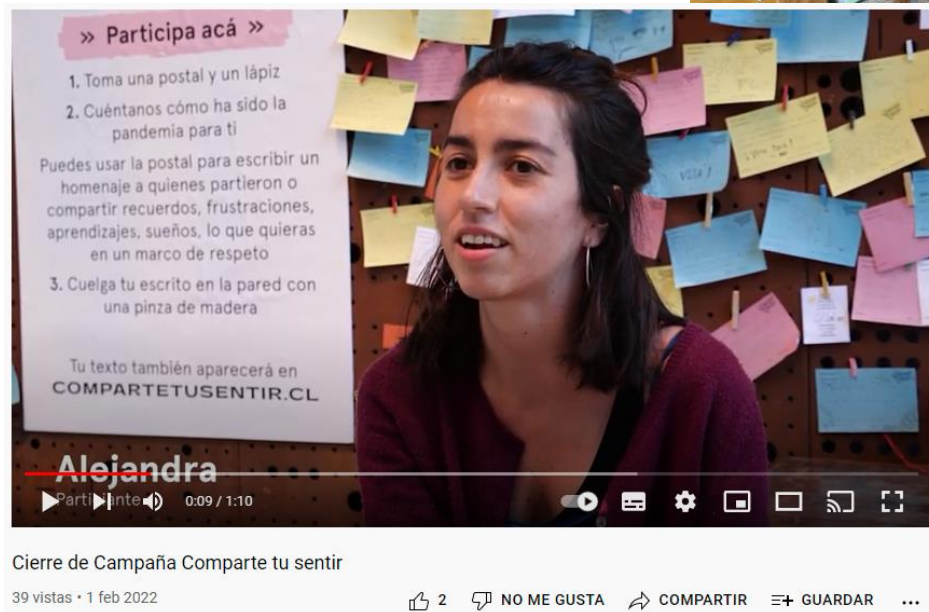 » Participa acá »
1. Toma una postal y un lápiz
2. Cuéntanos cómo ha sido la
pandemia para ti
Puedes usar la postal para escribir un
homenaje a quienes partieron o
compartir recuerdos, frustraciones,
aprendizajes, sueños, lo que quieras
en un marco de respeto
3. Cuelga tu escrito en la pared con
una pinza de madera
Tu texto también aparecerá en
COMPARTETUSENTIR.CL
Alejandra
Participante
0:09 / 1:10
Cierre de Campaña Comparte tu sentir
39 vistas • 1 feb 2022
2 NO ME GUSTA COMPARTIR GUARDAR